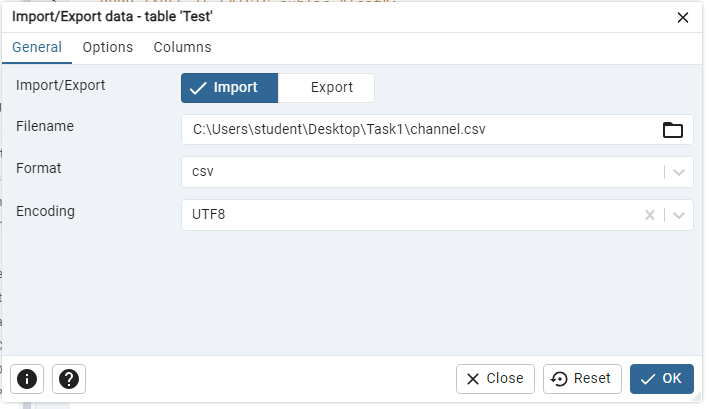 Import/Export data - table 'Test'
General Options Columns
Import/Export Import Export
Filename C:\Users\student\Desktop\Task1\channel.csv
Format csv
Encoding UTF8
Close Reset OK